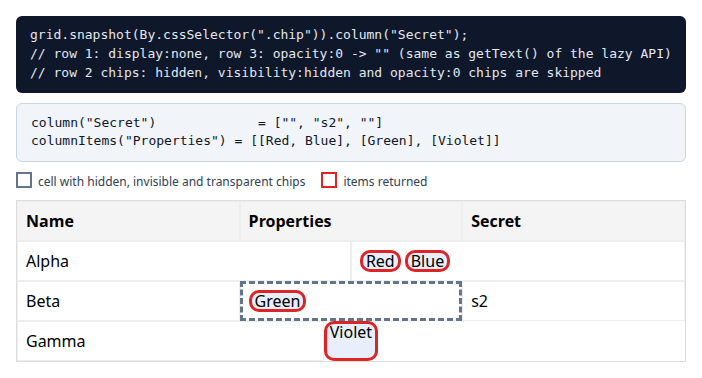 grid.snapshot(By.cssSelector(".chip")).column("Secret");
// row 1: display:none, row 3: opacity:0 -> "" (same as getText() of the lazy API)
// row 2 chips: hidden, visibility:hidden and opacity:0 chips are skipped
column("Secret") = ["", "s2", ""]
columnItems("Properties") = [[Red, Blue], [Green], [Violet]]
cell with hidden, invisible and transparent chips items returned
Name Properties Secret
Alpha Red Blue
Beta Green s2
Gamma Violet